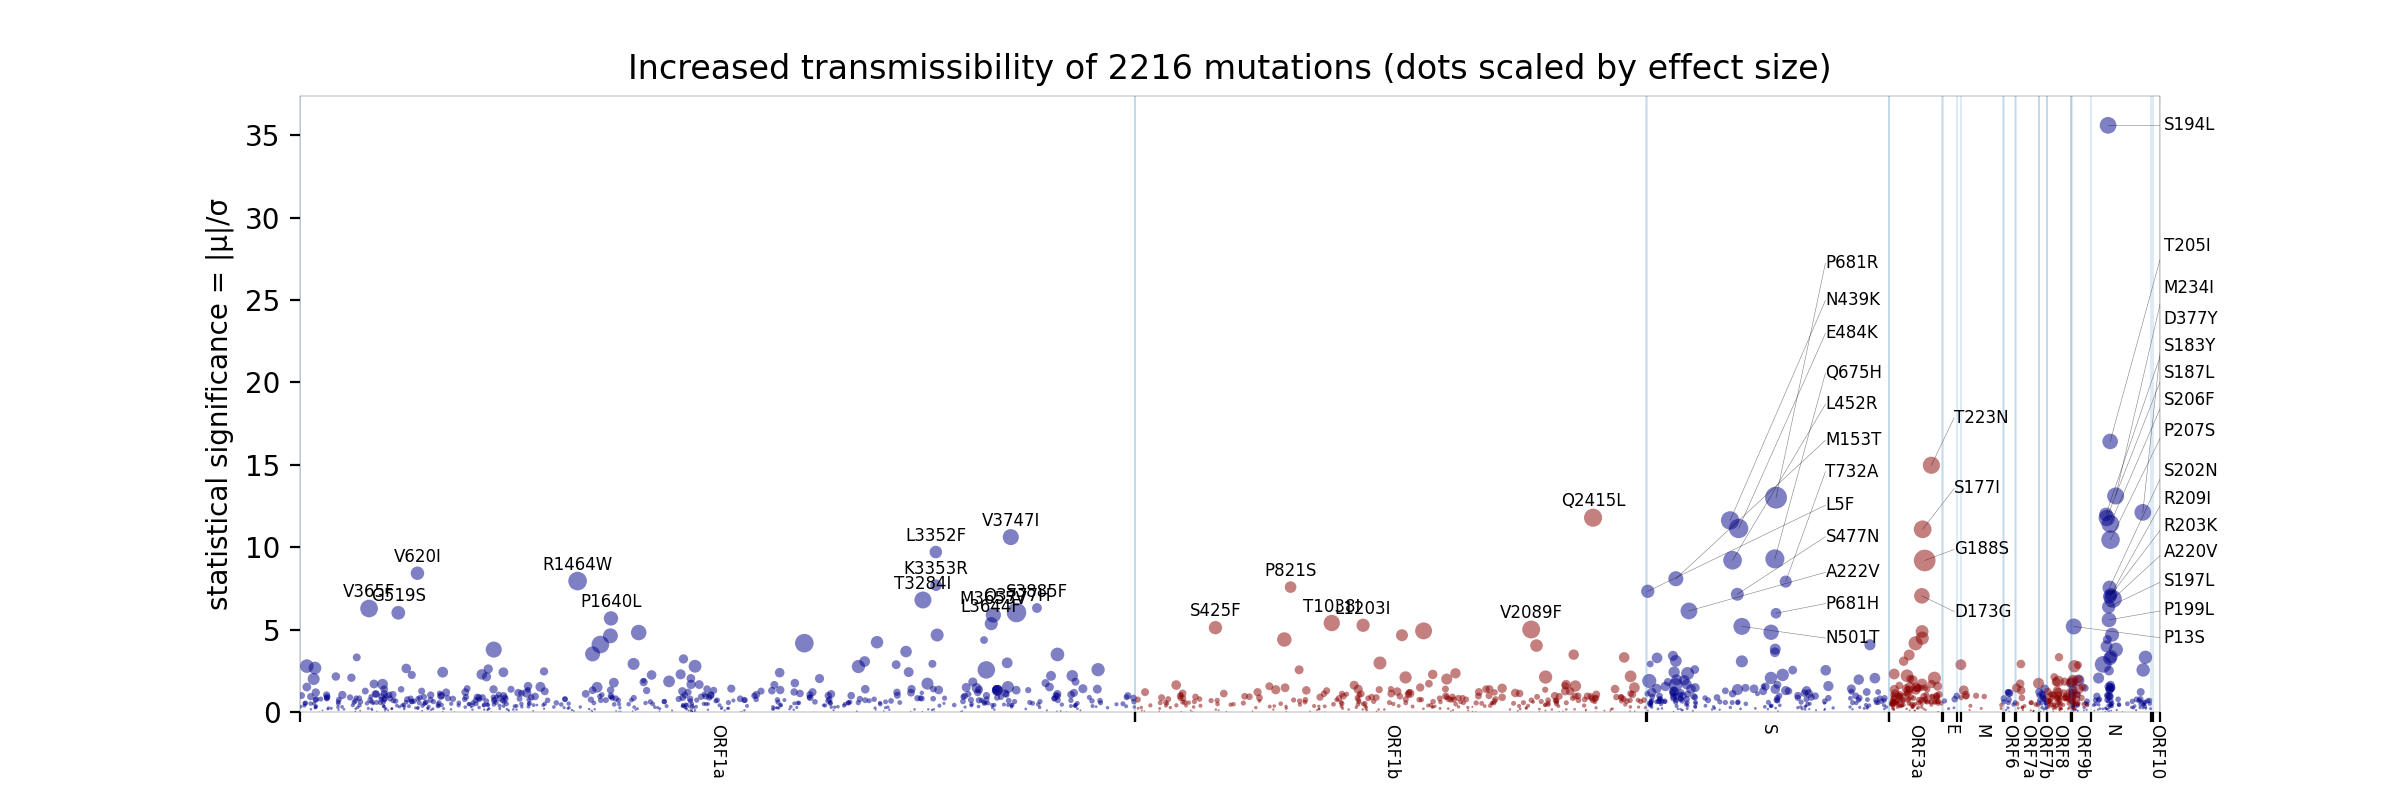 Increased transmissibility of 2216 mutations (dots scaled by effect size)
statistical significance = |μ|/σ
35
30
25
20
15
10
5
0
V365F
G519S
V620I
R1464W
P1640L
T3284I
L3352F
K3353R
V3747I
L3644F
S3885F
S425F
P821S
T1038I
L1203I
V2089F
Q2415L
P681R
N439K
E484K
Q675H
L452R
M153T
T732A
L5F
S477N
A222V
P681H
N501T
T223N
S177I
G188S
D173G
S194L
T205I
M234I
D377Y
S183Y
S187L
S206F
P207S
S202N
R209I
R203K
A220V
S197L
P199L
P13S
ORF1a
ORF1b
S
ORF3a
E
M
ORF6
ORF7a
ORF7b
ORF8
ORF9b
N
ORF10